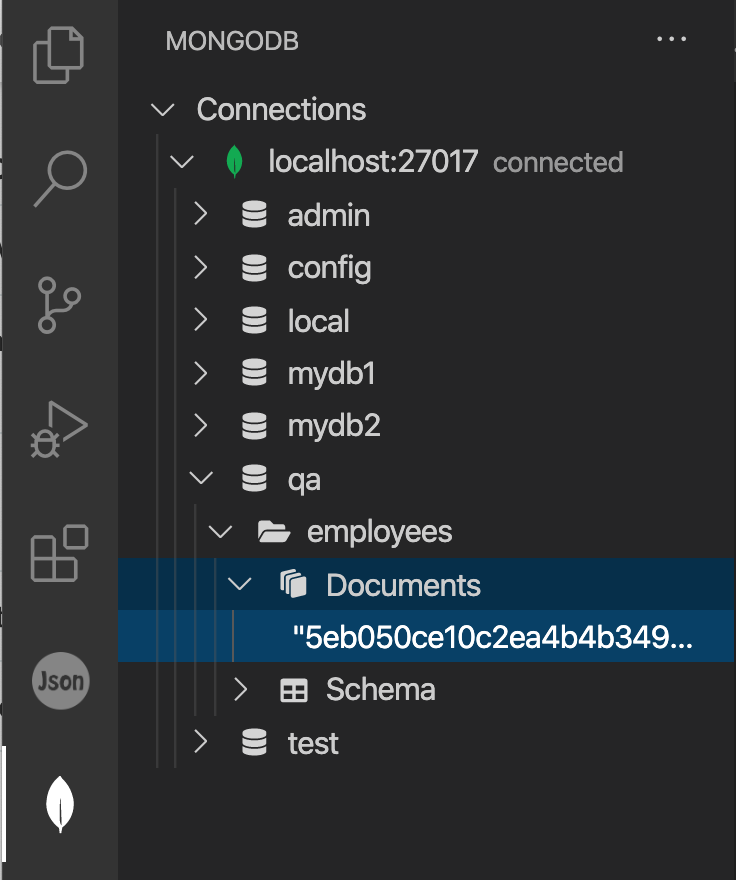 MONGODB
Connections
localhost:27017 connected
admin
config
local
mydb1
mydb2
qa
employees
Documents
"5eb050ce10c2ea4b4b349...
Schema
test
Json